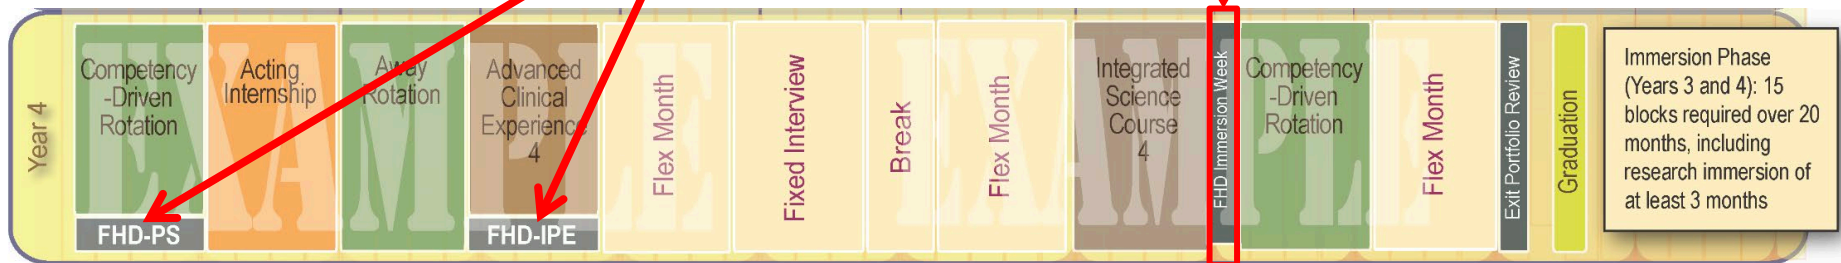 Year 4
Competency
-Driven
Rotation
FHD-PS
Acting
Internship
Away
Rotation
Advanced
Clinical
Experience
4
FHD-IPE
Flex Month
Fixed Interview
Break
Flex Month
Integrated
Science
Course
4
FHD Immersion Week
Competency
-Driven
Rotation
Flex Month
Exit Portfolio Review
Graduation
Immersion Phase
(Years 3 and 4): 15
blocks required over 20
months, including
research immersion of
at least 3 months
EXAMPLE
EXAMPLE